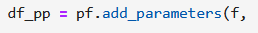 df_pp = pf.add_parameters(f,